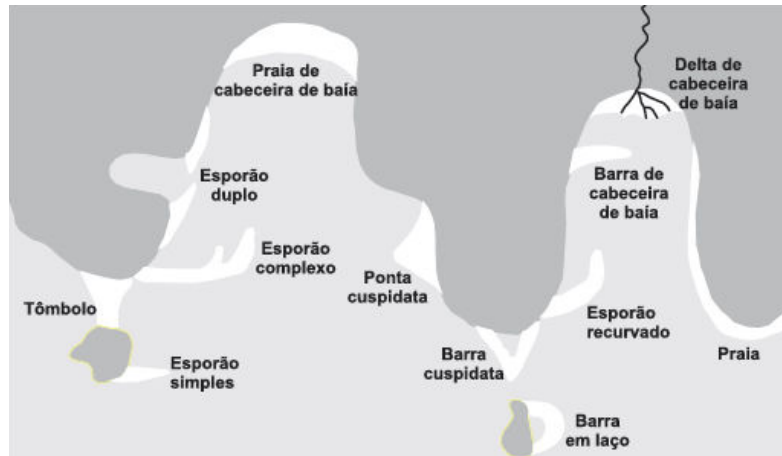 Praia de
cabeceira de baía
Delta de
cabeceira
de baía
Esporão
duplo
Barra de
cabeceira
de baía
Esporão
complexo
Ponta
cuspidata
Tômbolo
Esporão
recurvado
Esporão
simples
Barra
cuspidata
Praia
Barra
em laço